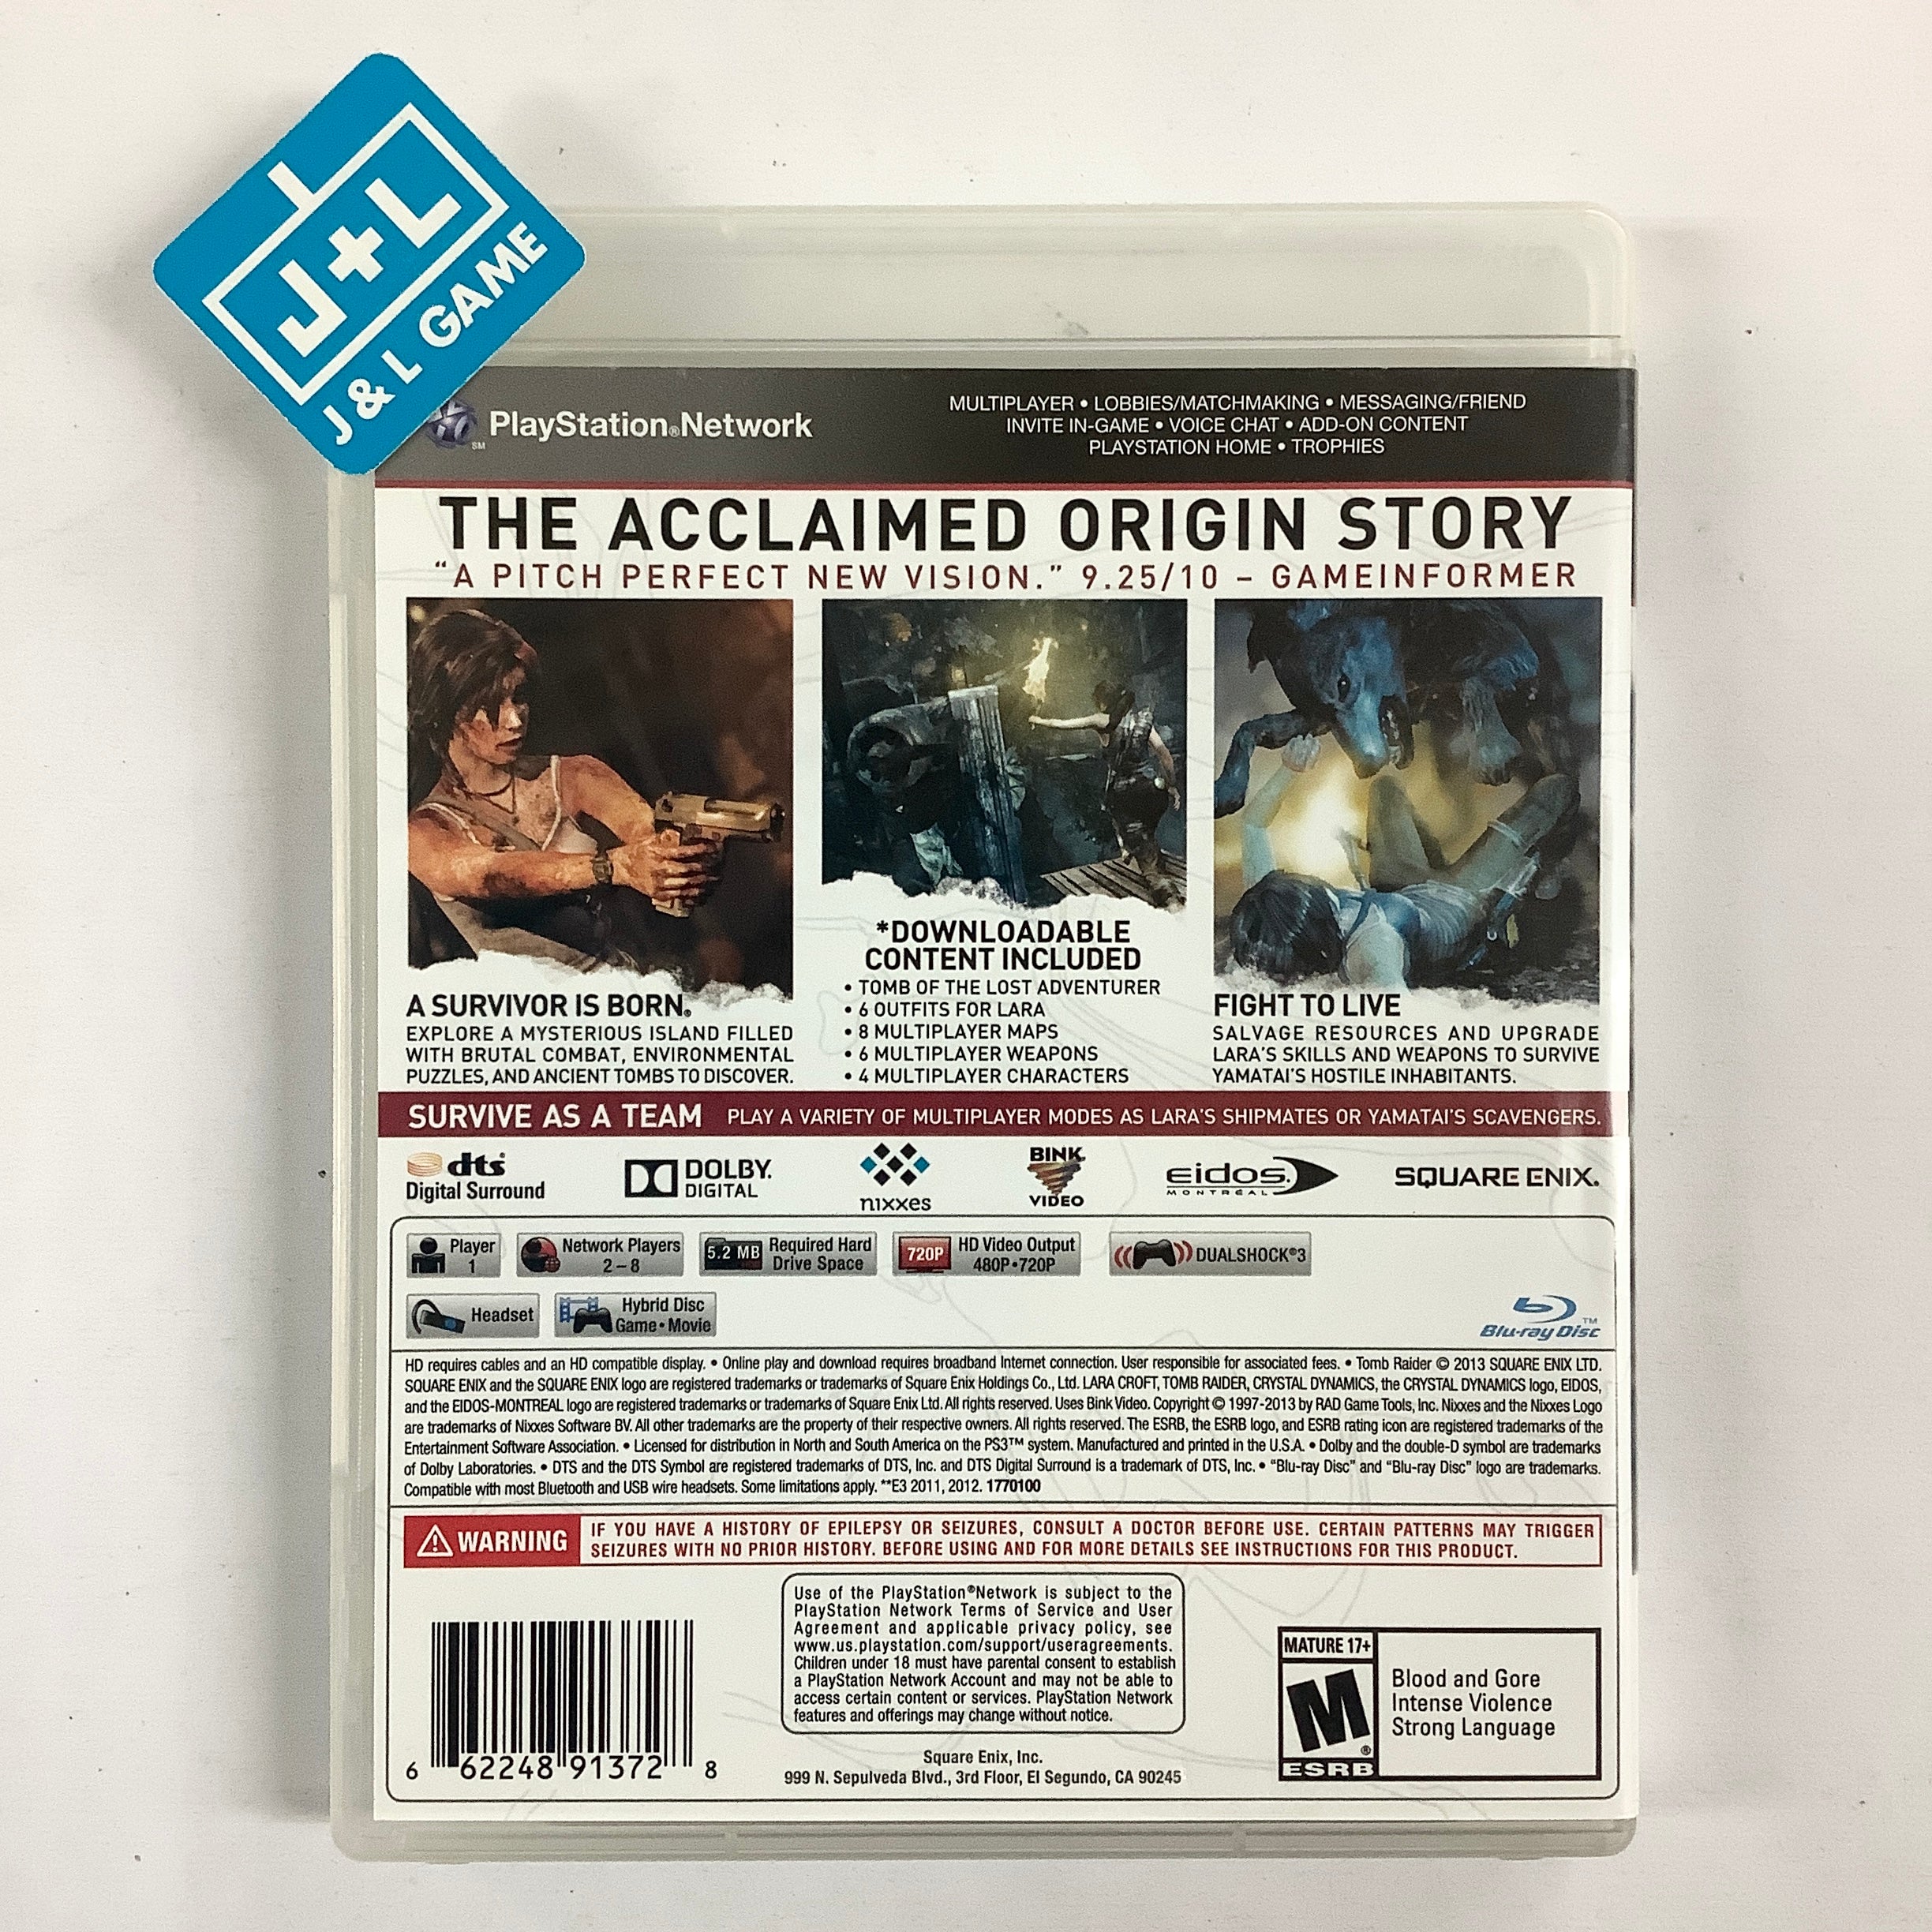 J+L
J & L GAME
PlayStation®Network
SM
MULTIPLAYER • LOBBIES/MATCHMAKING • MESSAGING/FRIEND
INVITE IN-GAME • VOICE CHAT • ADD-ON CONTENT
PLAYSTATION HOME • TROPHIES
THE ACCLAIMED ORIGIN STORY
“A PITCH PERFECT NEW VISION.” 9.25/10 – GAMEINFORMER
A SURVIVOR IS BORN®
EXPLORE A MYSTERIOUS ISLAND FILLED
WITH BRUTAL COMBAT, ENVIRONMENTAL
PUZZLES, AND ANCIENT TOMBS TO DISCOVER.
*DOWNLOADABLE
CONTENT INCLUDED
• TOMB OF THE LOST ADVENTURER
• 6 OUTFITS FOR LARA
• 8 MULTIPLAYER MAPS
• 6 MULTIPLAYER WEAPONS
• 4 MULTIPLAYER CHARACTERS
FIGHT TO LIVE
SALVAGE RESOURCES AND UPGRADE
LARA'S SKILLS AND WEAPONS TO SURVIVE
YAMATAI'S HOSTILE INHABITANTS.
SURVIVE AS A TEAM PLAY A VARIETY OF MULTIPLAYER MODES AS LARA'S SHIPMATES OR YAMATAI'S SCAVENGERS.
dts
Digital Surround
DOLBY
DIGITAL
nixxes
BINK
VIDEO
eidos
MONTRÉAL
SQUARE ENIX.
Player
1
Network Players
2 – 8
5.2 MB
Required Hard
Drive Space
720P
HD Video Output
480P•720P
DUALSHOCK®3
Headset
Hybrid Disc
Game • Movie
Blu-ray Disc™
HD requires cables and an HD compatible display. • Online play and download requires broadband Internet connection. User responsible for associated fees. • Tomb Raider © 2013 SQUARE ENIX LTD.
SQUARE ENIX and the SQUARE ENIX logo are registered trademarks or trademarks of Square Enix Holdings Co., Ltd. LARA CROFT, TOMB RAIDER, CRYSTAL DYNAMICS, the CRYSTAL DYNAMICS logo, EIDOS,
and the EIDOS-MONTREAL logo are registered trademarks or trademarks of Square Enix Ltd. All rights reserved. Uses Bink Video. Copyright © 1997-2013 by RAD Game Tools, Inc. Nixxes and the Nixxes Logo
are trademarks of Nixxes Software BV. All other trademarks are the property of their respective owners. All rights reserved. The ESRB, the ESRB logo, and ESRB rating icon are registered trademarks of the
Entertainment Software Association. • Licensed for distribution in North and South America on the PS3™ system. Manufactured and printed in the U.S.A. • Dolby and the double-D symbol are trademarks
of Dolby Laboratories. • DTS and the DTS Symbol are registered trademarks of DTS, Inc. and DTS Digital Surround is a trademark of DTS, Inc. • “Blu-ray Disc” and “Blu-ray Disc” logo are trademarks.
Compatible with most Bluetooth and USB wire headsets. Some limitations apply. **E3 2011, 2012. 1770100
WARNING
IF YOU HAVE A HISTORY OF EPILEPSY OR SEIZURES, CONSULT A DOCTOR BEFORE USE. CERTAIN PATTERNS MAY TRIGGER
SEIZURES WITH NO PRIOR HISTORY. BEFORE USING AND FOR MORE DETAILS SEE INSTRUCTIONS FOR THIS PRODUCT.
Use of the PlayStation®Network is subject to the
PlayStation Network Terms of Service and User
Agreement and applicable privacy policy, see
www.us.playstation.com/support/useragreements.
Children under 18 must have parental consent to establish
a PlayStation Network Account and may not be able to
access certain content or services. PlayStation Network
features and offerings may change without notice.
Square Enix, Inc.
999 N. Sepulveda Blvd., 3rd Floor, El Segundo, CA 90245
6 62248 91372 8
MATURE 17+
M®
ESRB
Blood and Gore
Intense Violence
Strong Language